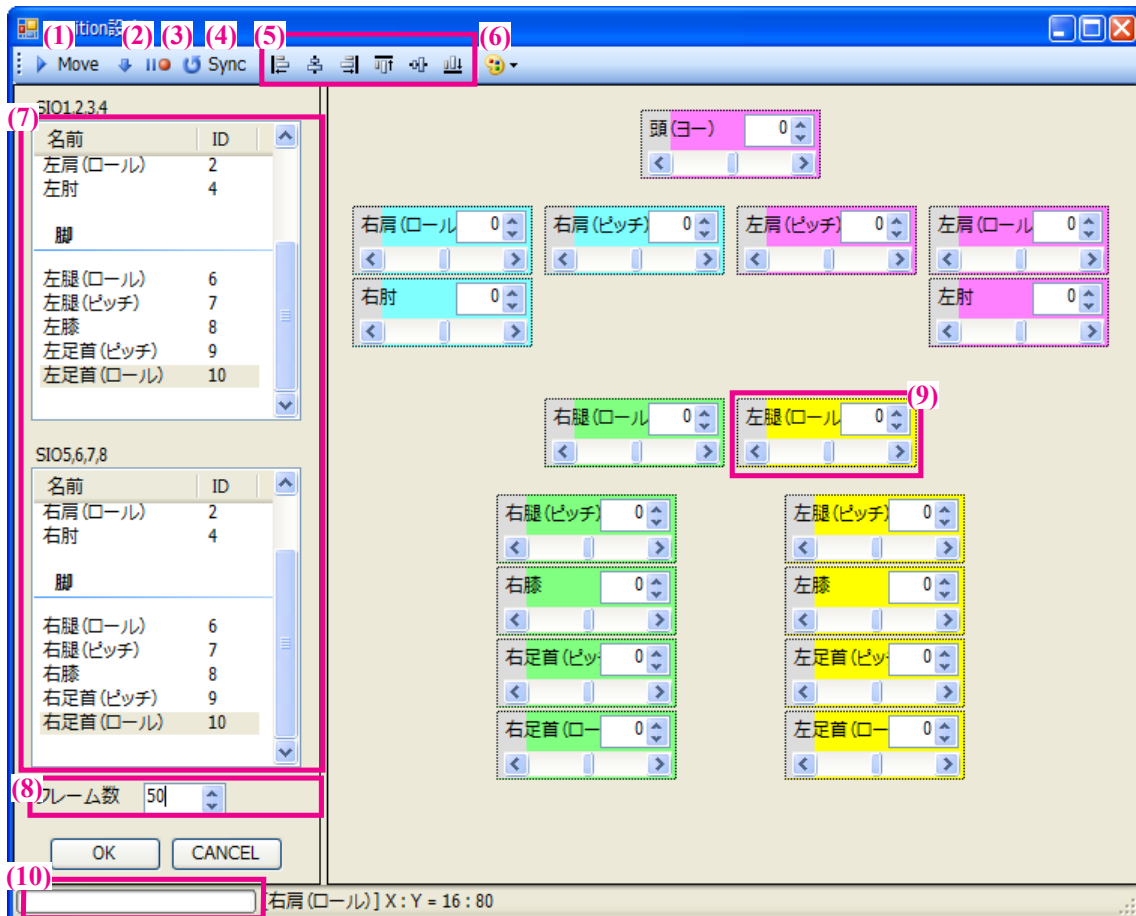 (1) (2) (3) (4) (5) (6)
ition設
Move Sync
(7) SIO1,2,3,4
名前 ID
左肩(ロール) 2
左肘 4
脚
左腿(ロール) 6
左腿(ピッチ) 7
左膝 8
左足首(ピッチ) 9
左足首(ロール) 10
SIO5,6,7,8
名前 ID
右肩(ロール) 2
右肘 4
脚
右腿(ロール) 6
右腿(ピッチ) 7
右膝 8
右足首(ピッチ) 9
右足首(ロール) 10
(8) フレーム数 50
OK CANCEL
頭(ヨー) 0
右肩(ロール 0 右肩(ピッチ) 0 左肩(ピッチ) 0 左肩(ロール 0
右肘 0 左肘 0
(9)
右腿(ロール 0 左腿(ロール 0
右腿(ピッチ) 0 左腿(ピッチ) 0
右膝 0 左膝 0
右足首(ピッ 0 左足首(ピッ 0
右足首(ロー 0 左足首(ロー 0
(10)
[右肩(ロール)] X : Y = 16 : 80